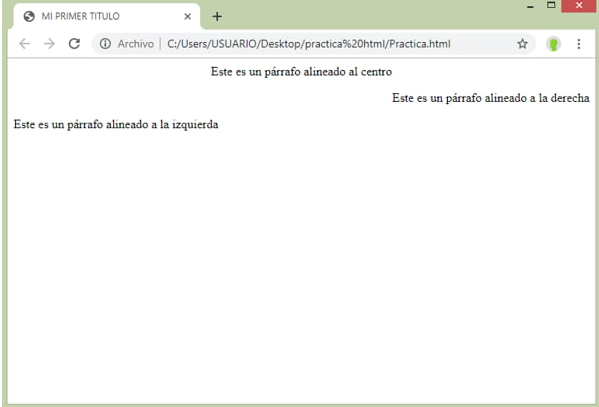 MI PRIMER TITULO
Archivo | C:/Users/USUARIO/Desktop/practica%20html/Practica.html
Este es un párrafo alineado al centro
Este es un párrafo alineado a la derecha
Este es un párrafo alineado a la izquierda